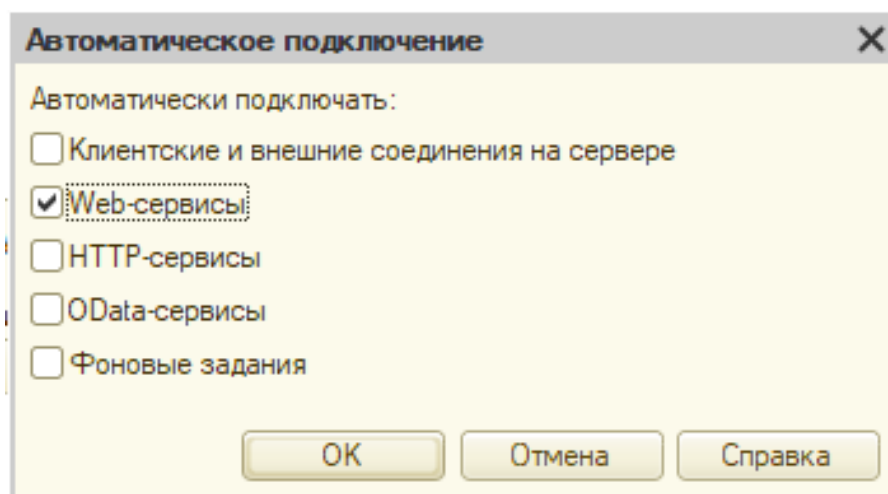 Автоматическое подключение
Автоматически подключать:
Клиентские и внешние соединения на сервере
Web-сервисы
HTTP-сервисы
OData-сервисы
Фоновые задания
OK Отмена Справка